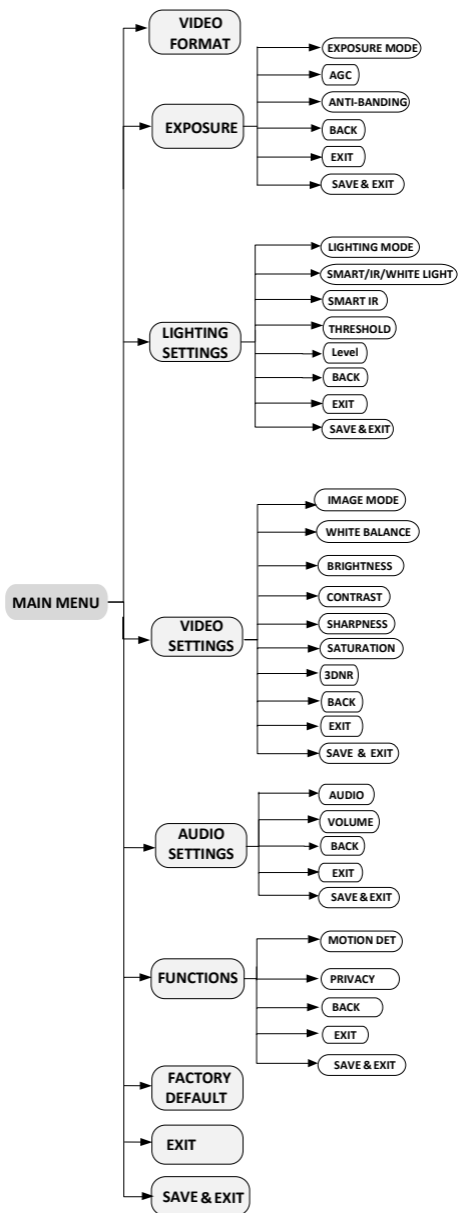 MAIN MENU
VIDEO
FORMAT
EXPOSURE
EXPOSURE MODE
AGC
ANTI-BANDING
BACK
EXIT
SAVE & EXIT
LIGHTING
SETTINGS
LIGHTING MODE
SMART/IR/WHITE LIGHT
SMART IR
THRESHOLD
Level
BACK
EXIT
SAVE & EXIT
VIDEO
SETTINGS
IMAGE MODE
WHITE BALANCE
BRIGHTNESS
CONTRAST
SHARPNESS
SATURATION
3DNR
BACK
EXIT
SAVE & EXIT
AUDIO
SETTINGS
AUDIO
VOLUME
BACK
EXIT
SAVE & EXIT
FUNCTIONS
MOTION DET
PRIVACY
BACK
EXIT
SAVE & EXIT
FACTORY
DEFAULT
EXIT
SAVE & EXIT